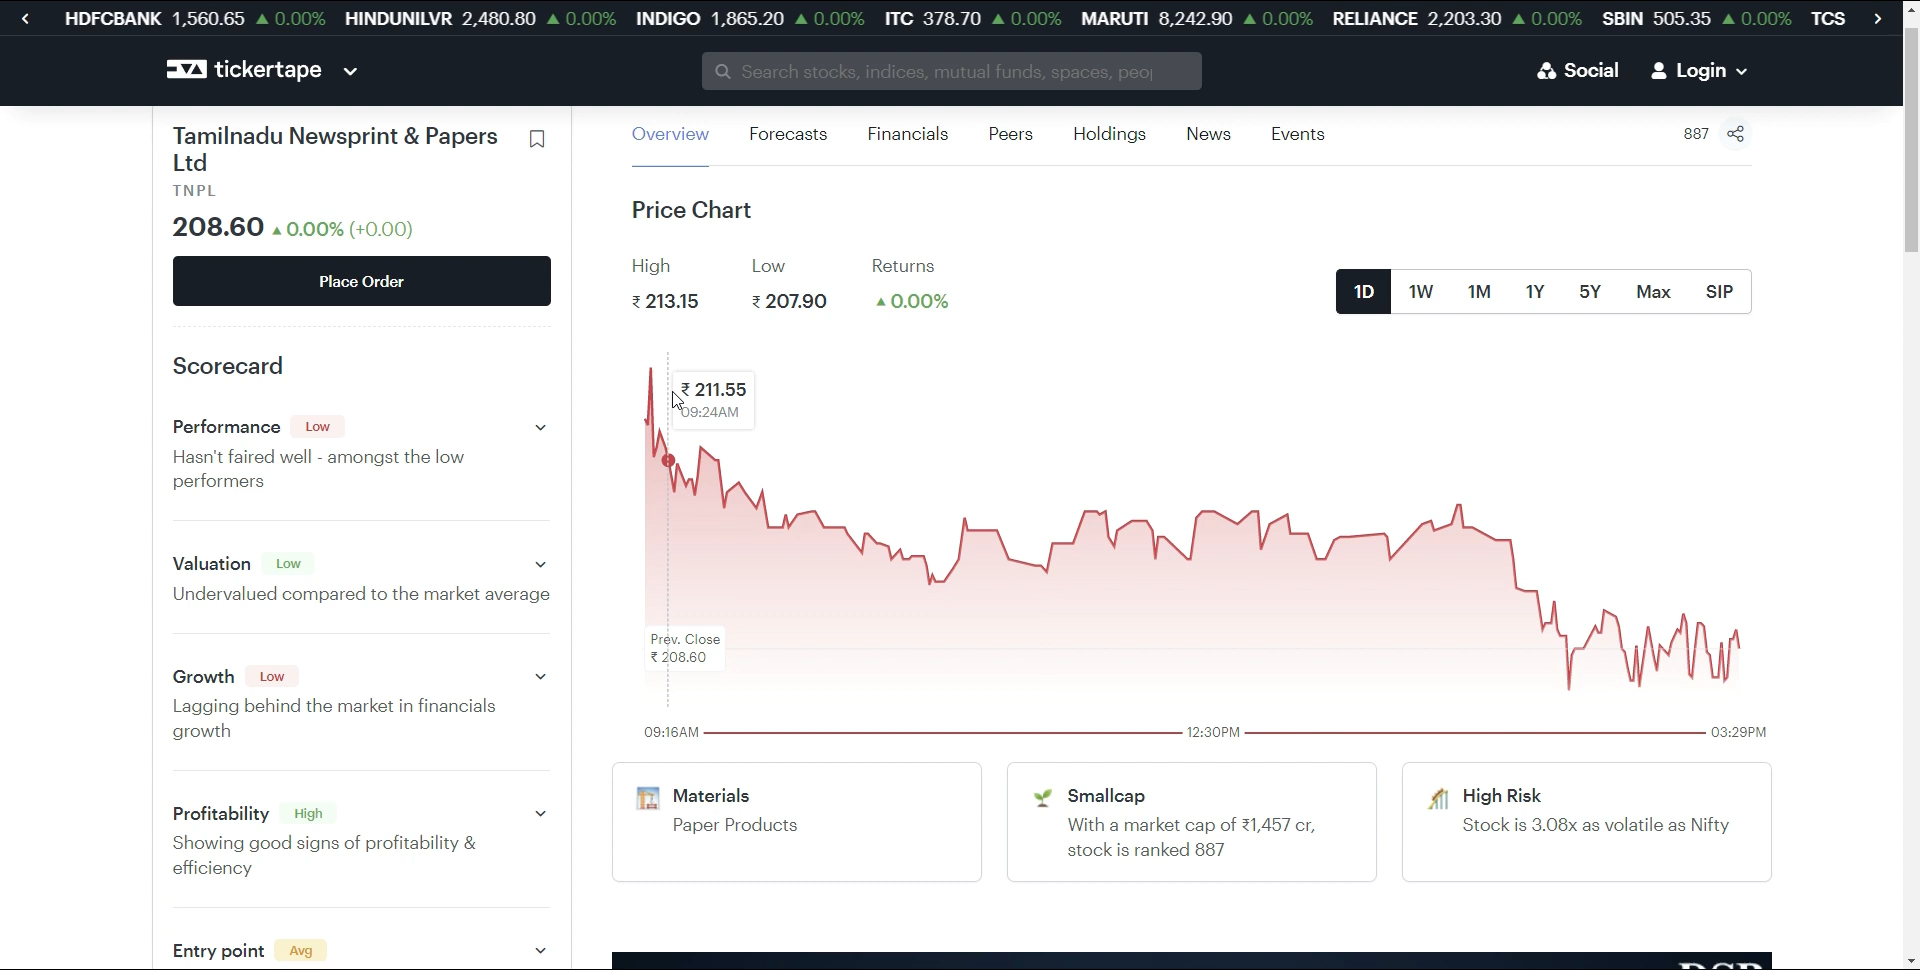 HDFCBANK 1,560.65 ▲ 0.00% HINDUNILVR 2,480.80 ▲ 0.00% INDIGO 1,865.20 ▲ 0.00% ITC 378.70 ▲ 0.00% MARUTI 8,242.90 ▲ 0.00% RELIANCE 2,203.30 ▲ 0.00% SBIN 505.35 ▲ 0.00% TCS
tickertape
Search stocks, indices, mutual funds, spaces,
Social
Login
Tamilnadu Newsprint & Papers
Ltd
TNPL
208.60 ▲ 0.00% (+0.00)
Place Order
Scorecard
Performance Low
Hasn't faired well - amongst the low
performers
Valuation Low
Undervalued compared to the market average
Growth Low
Lagging behind the market in financials
growth
Profitability High
Showing good signs of profitability &
efficiency
Entry point Avg
Overview Forecasts Financials Peers Holdings News Events
887
Price Chart
High Low Returns
₹ 213.15 ₹ 207.90 ▲ 0.00%
1D 1W 1M 1Y 5Y Max SIP
₹ 211.55
09:24AM
Prev. Close
₹ 208.60
09:16AM 12:30PM 03:29PM
Materials
Paper Products
Smallcap
With a market cap of ₹1,457 cr,
stock is ranked 887
High Risk
Stock is 3.08x as volatile as Nifty